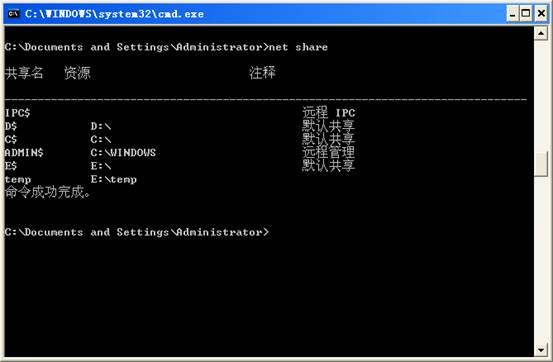 C:\WINDOWS\system32\cmd.exe
C:\Documents and Settings\Administrator>net share
共享名 资源 注释
-------------------------------------------------------------------------------
IPC$ 远程 IPC
D$ D:\ 默认共享
C$ C:\ 默认共享
ADMIN$ C:\WINDOWS 远程管理
E$ E:\ 默认共享
temp E:\temp
命令成功完成。
C:\Documents and Settings\Administrator>